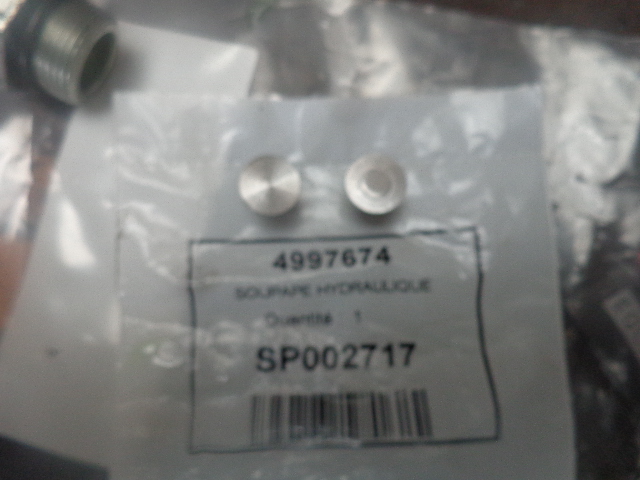 4997674
SOUPAPE HYDRAULIQUE
Quantité 1
SP002717